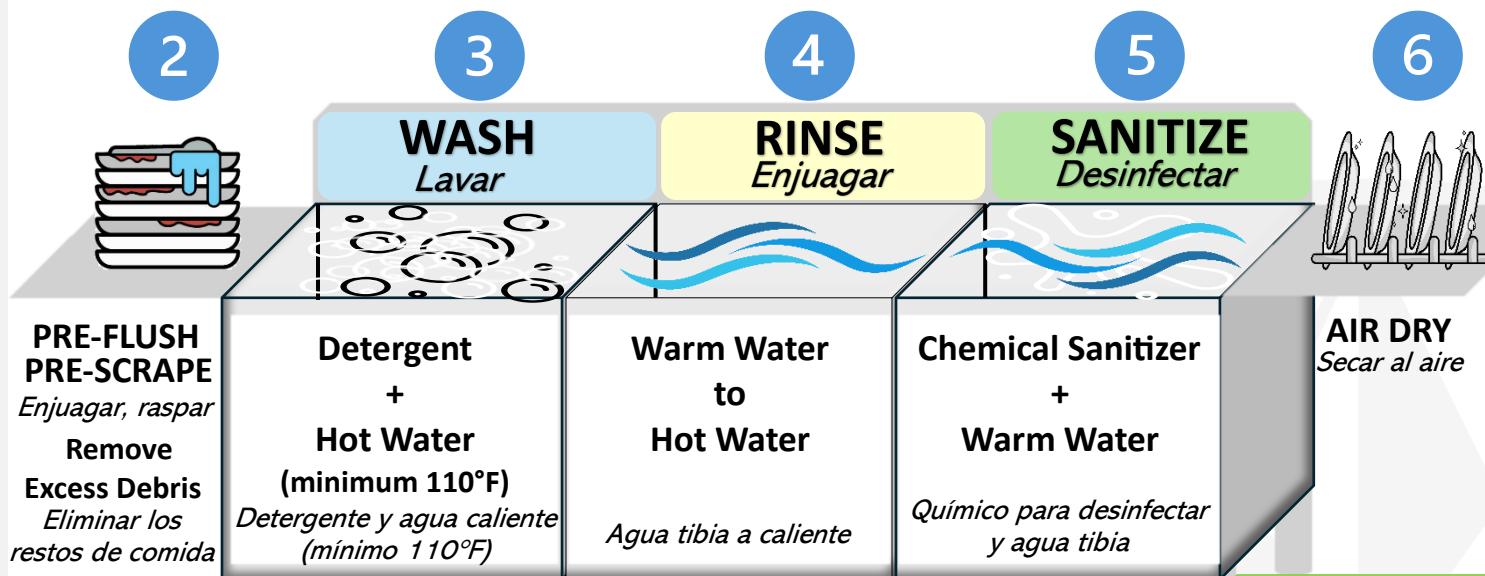 2
3
4
5
6
WASH
Lavar
RINSE
Enjuagar
SANITIZE
Desinfectar
PRE-FLUSH
PRE-SCRAPE
Enjuagar, raspar
Remove
Excess Debris
Eliminar los
restos de comida
Detergent
+
Hot Water
(minimum 110°F)
Detergente y agua caliente
(mínimo 110°F)
Warm Water
to
Hot Water
Agua tibia a caliente
Chemical Sanitizer
+
Warm Water
Químico para desinfectar
y agua tibia
AIR DRY
Secar al aire